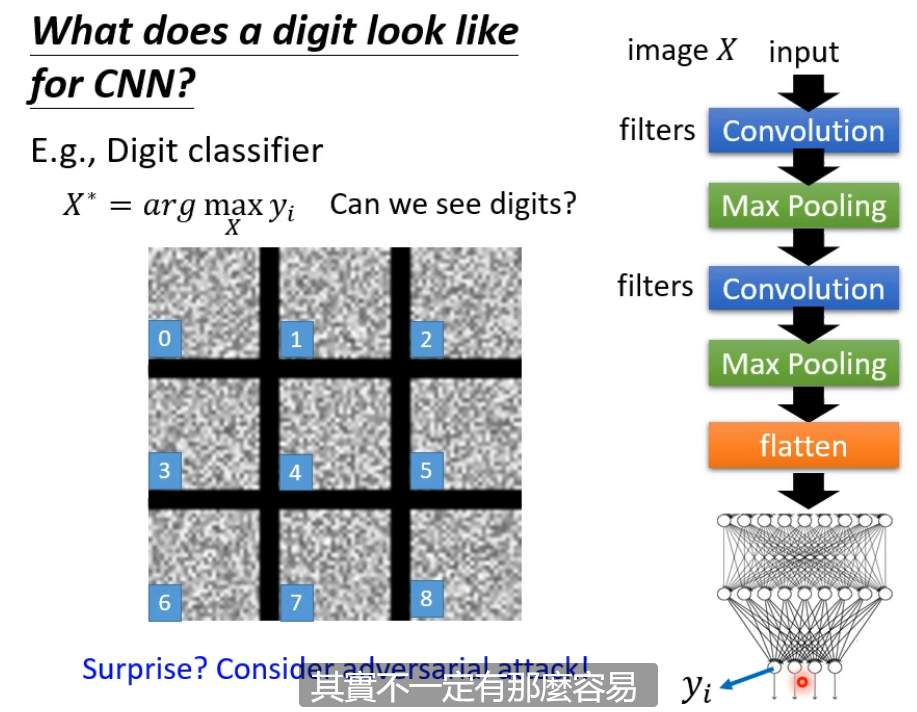 What does a digit look like
for CNN?
E.g., Digit classifier
X* = arg max y_i Can we see digits?
X
0 1 2
3 4 5
6 7 8
Surprise? Consider adversarial attack!
其實不一定有那麼容易
image X input
filters Convolution
Max Pooling
filters Convolution
Max Pooling
flatten
y_i